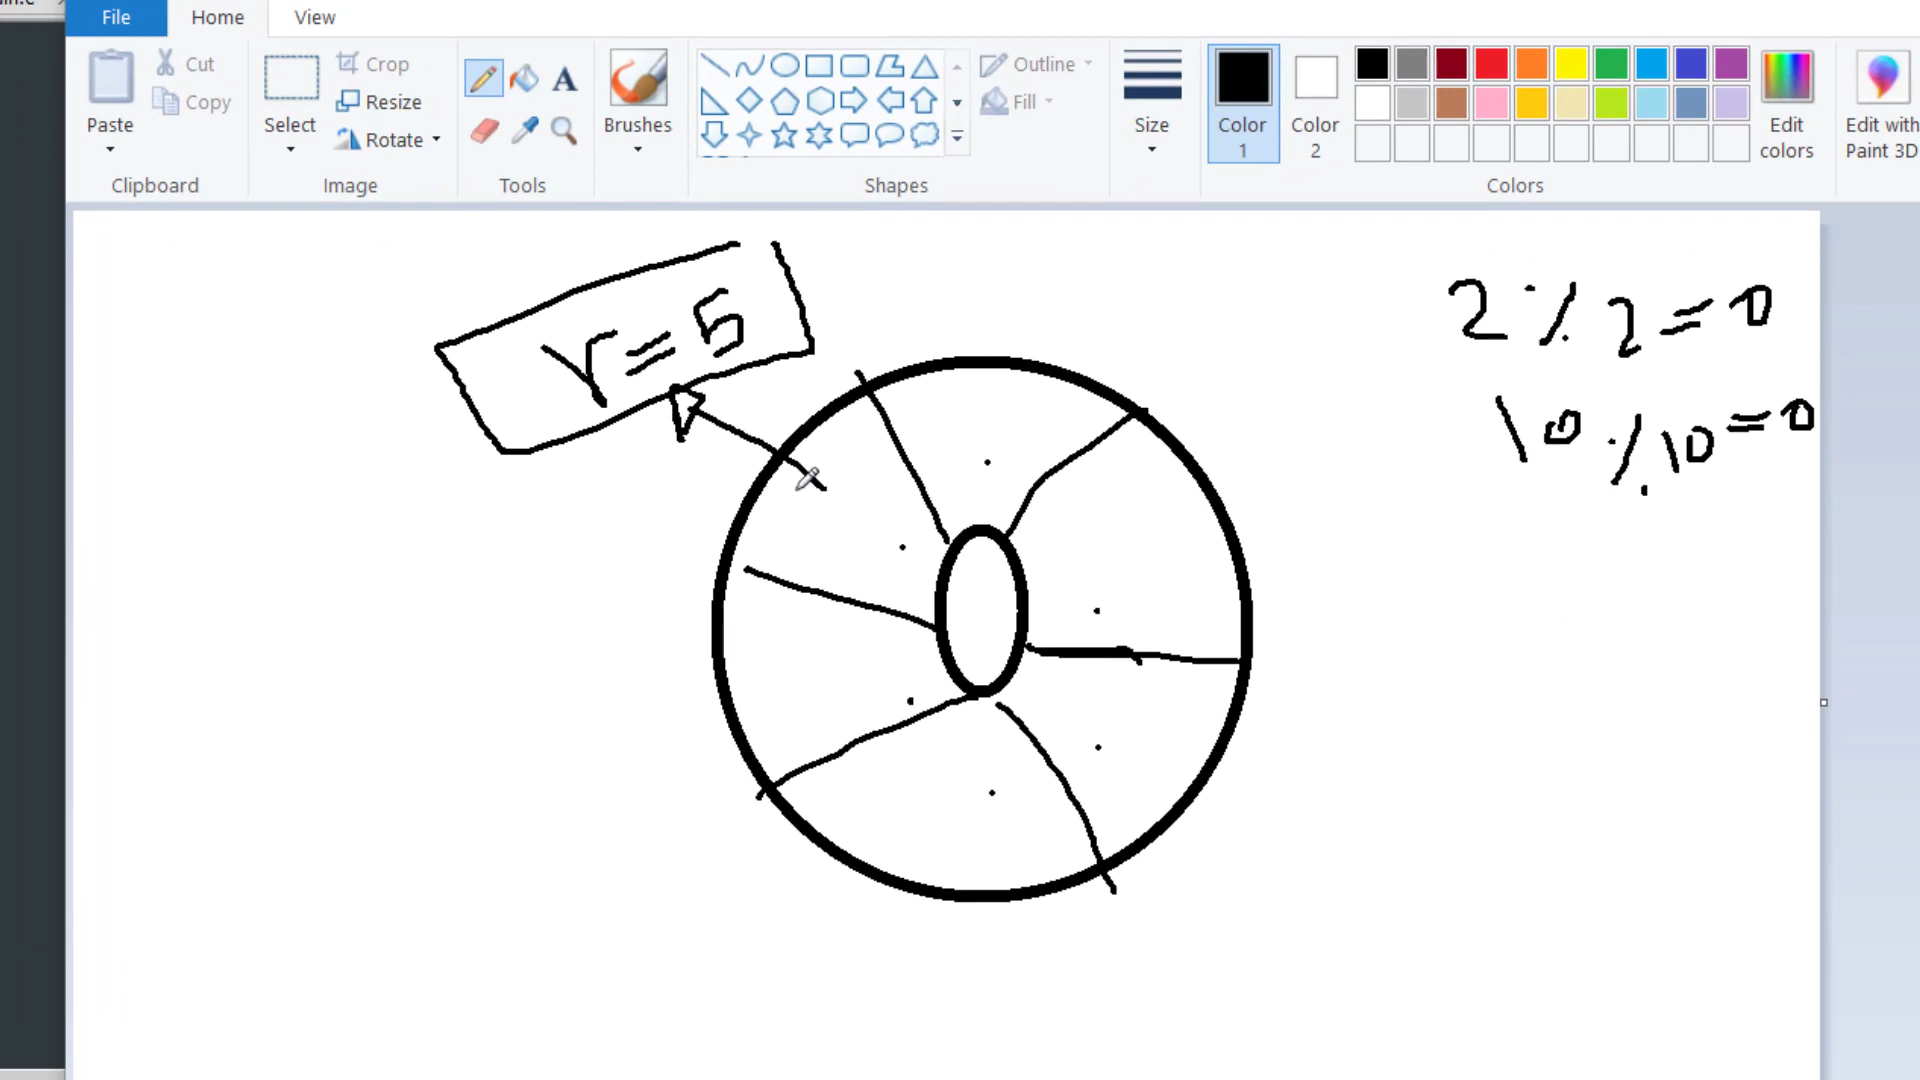 File Home View
Paste
Cut
Copy
Clipboard
Select
Crop
Resize
Rotate
Image
A
Tools
Brushes
Shapes
Outline
Fill
Size
Color
1
Color
2
Edit
colors
Colors
Edit with
Paint 3D
r = 5
2 % 2 = 0
10 % 10 = 0